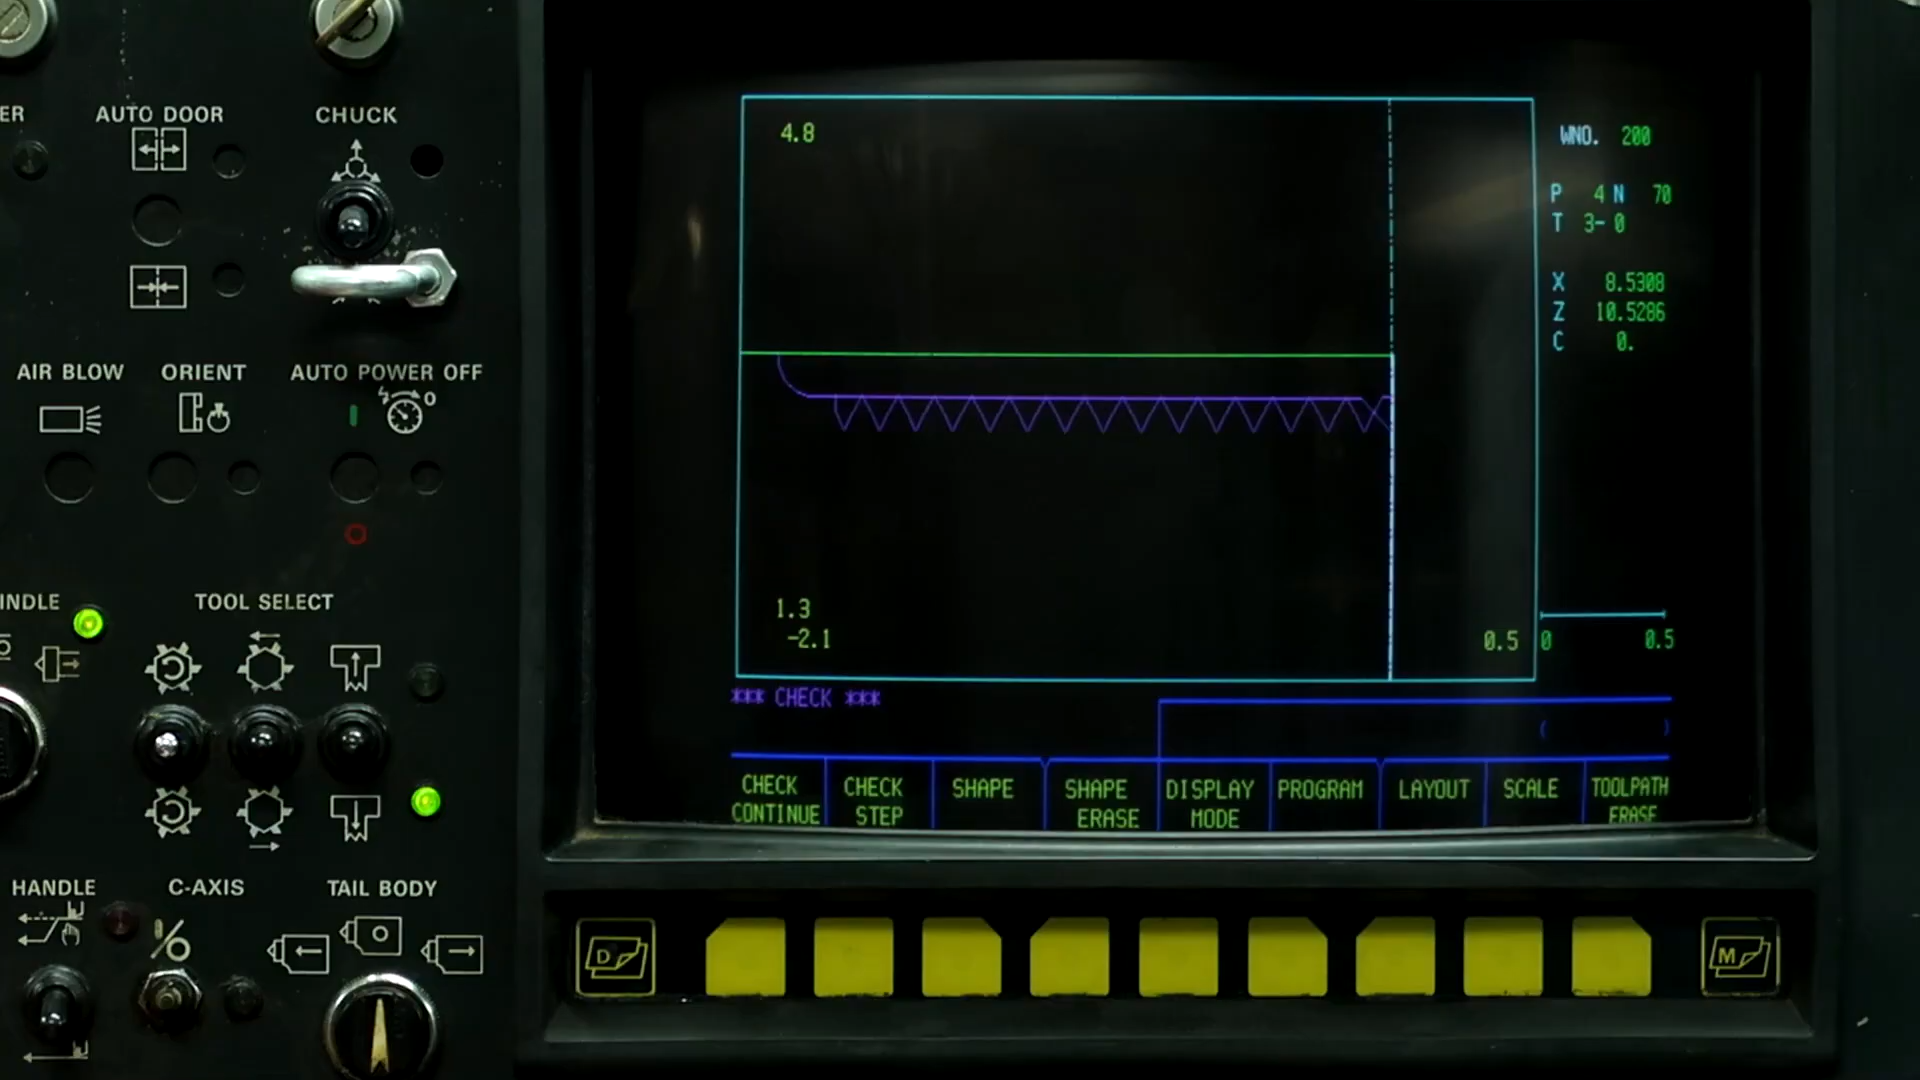 ER
AUTO DOOR
CHUCK
AIR BLOW
ORIENT
AUTO POWER OFF
INDLE
TOOL SELECT
HANDLE
C-AXIS
TAIL BODY
4.8
1.3
-2.1
0.5
WNO. 200
P 4 N 70
T 3- 0
X 8.5308
Z 10.5286
C 0.
0 0.5
*** CHECK ***
( )
CHECK CONTINUE
CHECK STEP
SHAPE
SHAPE ERASE
DISPLAY MODE
PROGRAM
LAYOUT
SCALE
TOOLPATH ERASE
D
M